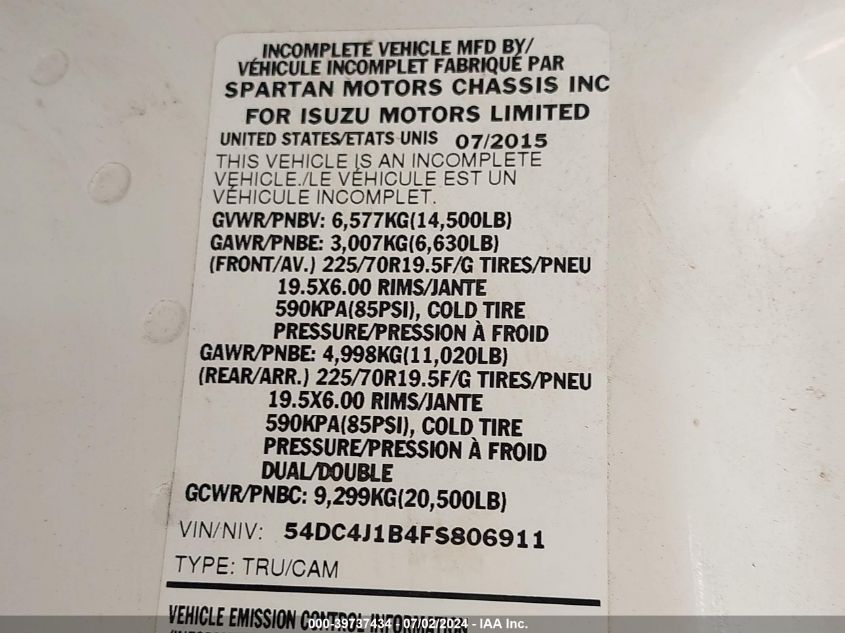 INCOMPLETE VEHICLE MFD BY/
VÉHICULE INCOMPLET FABRIQUÉ PAR
SPARTAN MOTORS CHASSIS INC
FOR ISUZU MOTORS LIMITED
UNITED STATES/ETATS UNIS 07/2015
THIS VEHICLE IS AN INCOMPLETE
VEHICLE./LE VÉHICULE EST UN
VÉHICULE INCOMPLET.
GVWR/PNBV: 6,577KG(14,500LB)
GAWR/PNBE: 3,007KG(6,630LB)
(FRONT/AV.) 225/70R19.5F/G TIRES/PNEU
19.5X6.00 RIMS/JANTE
590KPA(85PSI), COLD TIRE
PRESSURE/PRESSION À FROID
GAWR/PNBE: 4,998KG(11,020LB)
(REAR/ARR.) 225/70R19.5F/G TIRES/PNEU
19.5X6.00 RIMS/JANTE
590KPA(85PSI), COLD TIRE
PRESSURE/PRESSION À FROID
DUAL/DOUBLE
GCWR/PNBC: 9,299KG(20,500LB)
VIN/NIV: 54DC4J1B4FS806911
TYPE: TRU/CAM
VEHICLE EMISSION CONTROL INFORMATION
000-39737434 - 07/02/2024 - IAA Inc.